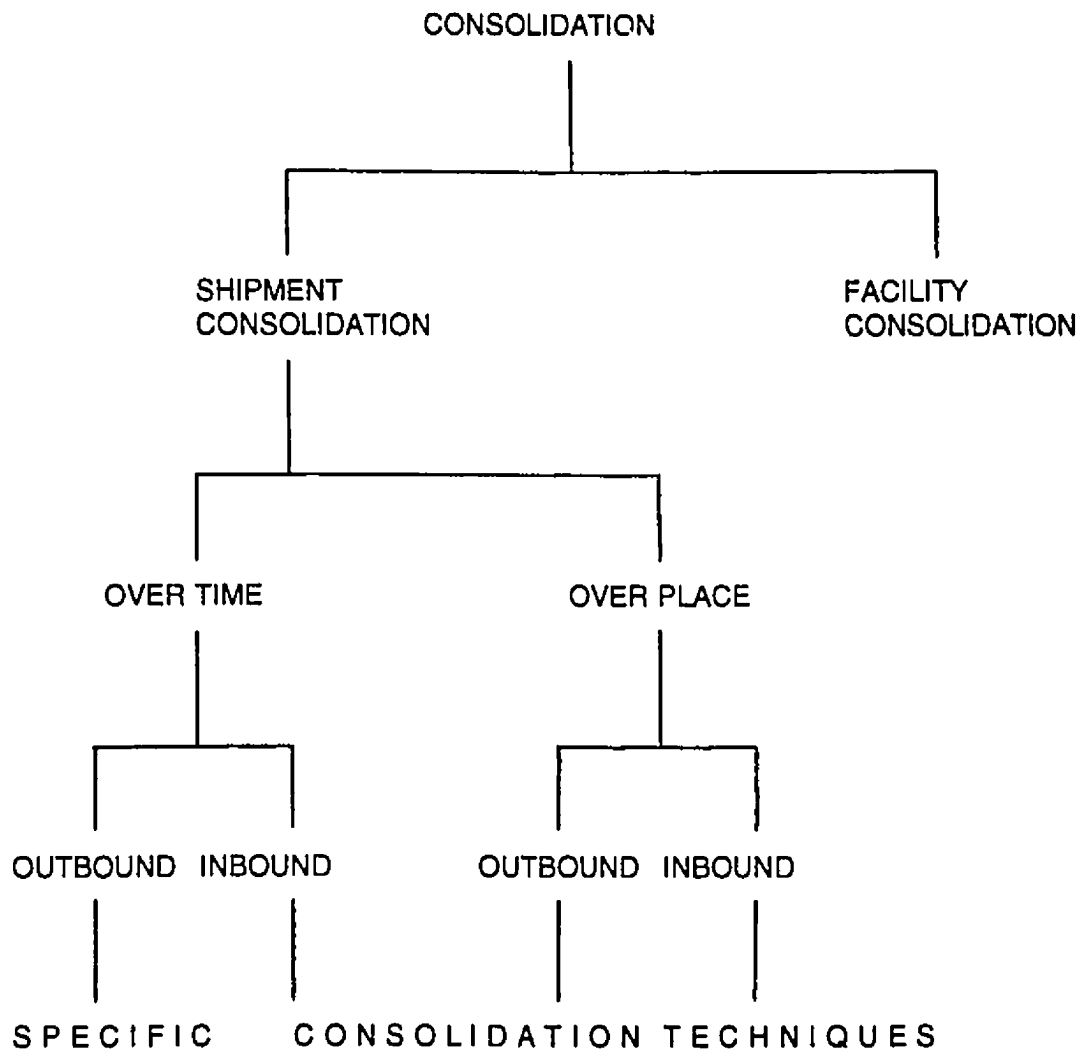 CONSOLIDATION
SHIPMENT
CONSOLIDATION
FACILITY
CONSOLIDATION
OVER TIME
OVER PLACE
OUTBOUND INBOUND
OUTBOUND INBOUND
SPECIFIC CONSOLIDATION TECHNIQUES